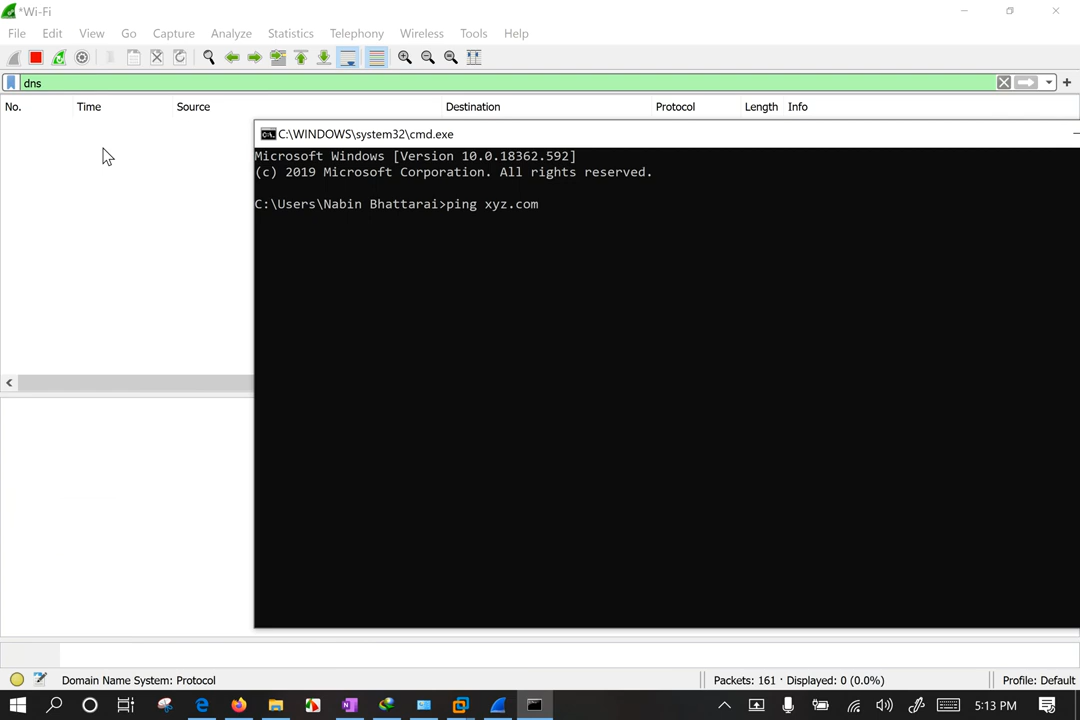 *Wi-Fi
File Edit View Go Capture Analyze Statistics Telephony Wireless Tools Help
dns
No. Time Source Destination Protocol Length Info
C:\WINDOWS\system32\cmd.exe
Microsoft Windows [Version 10.0.18362.592]
(c) 2019 Microsoft Corporation. All rights reserved.
C:\Users\Nabin Bhattarai>ping xyz.com
Domain Name System: Protocol Packets: 161 · Displayed: 0 (0.0%) Profile: Default
5:13 PM